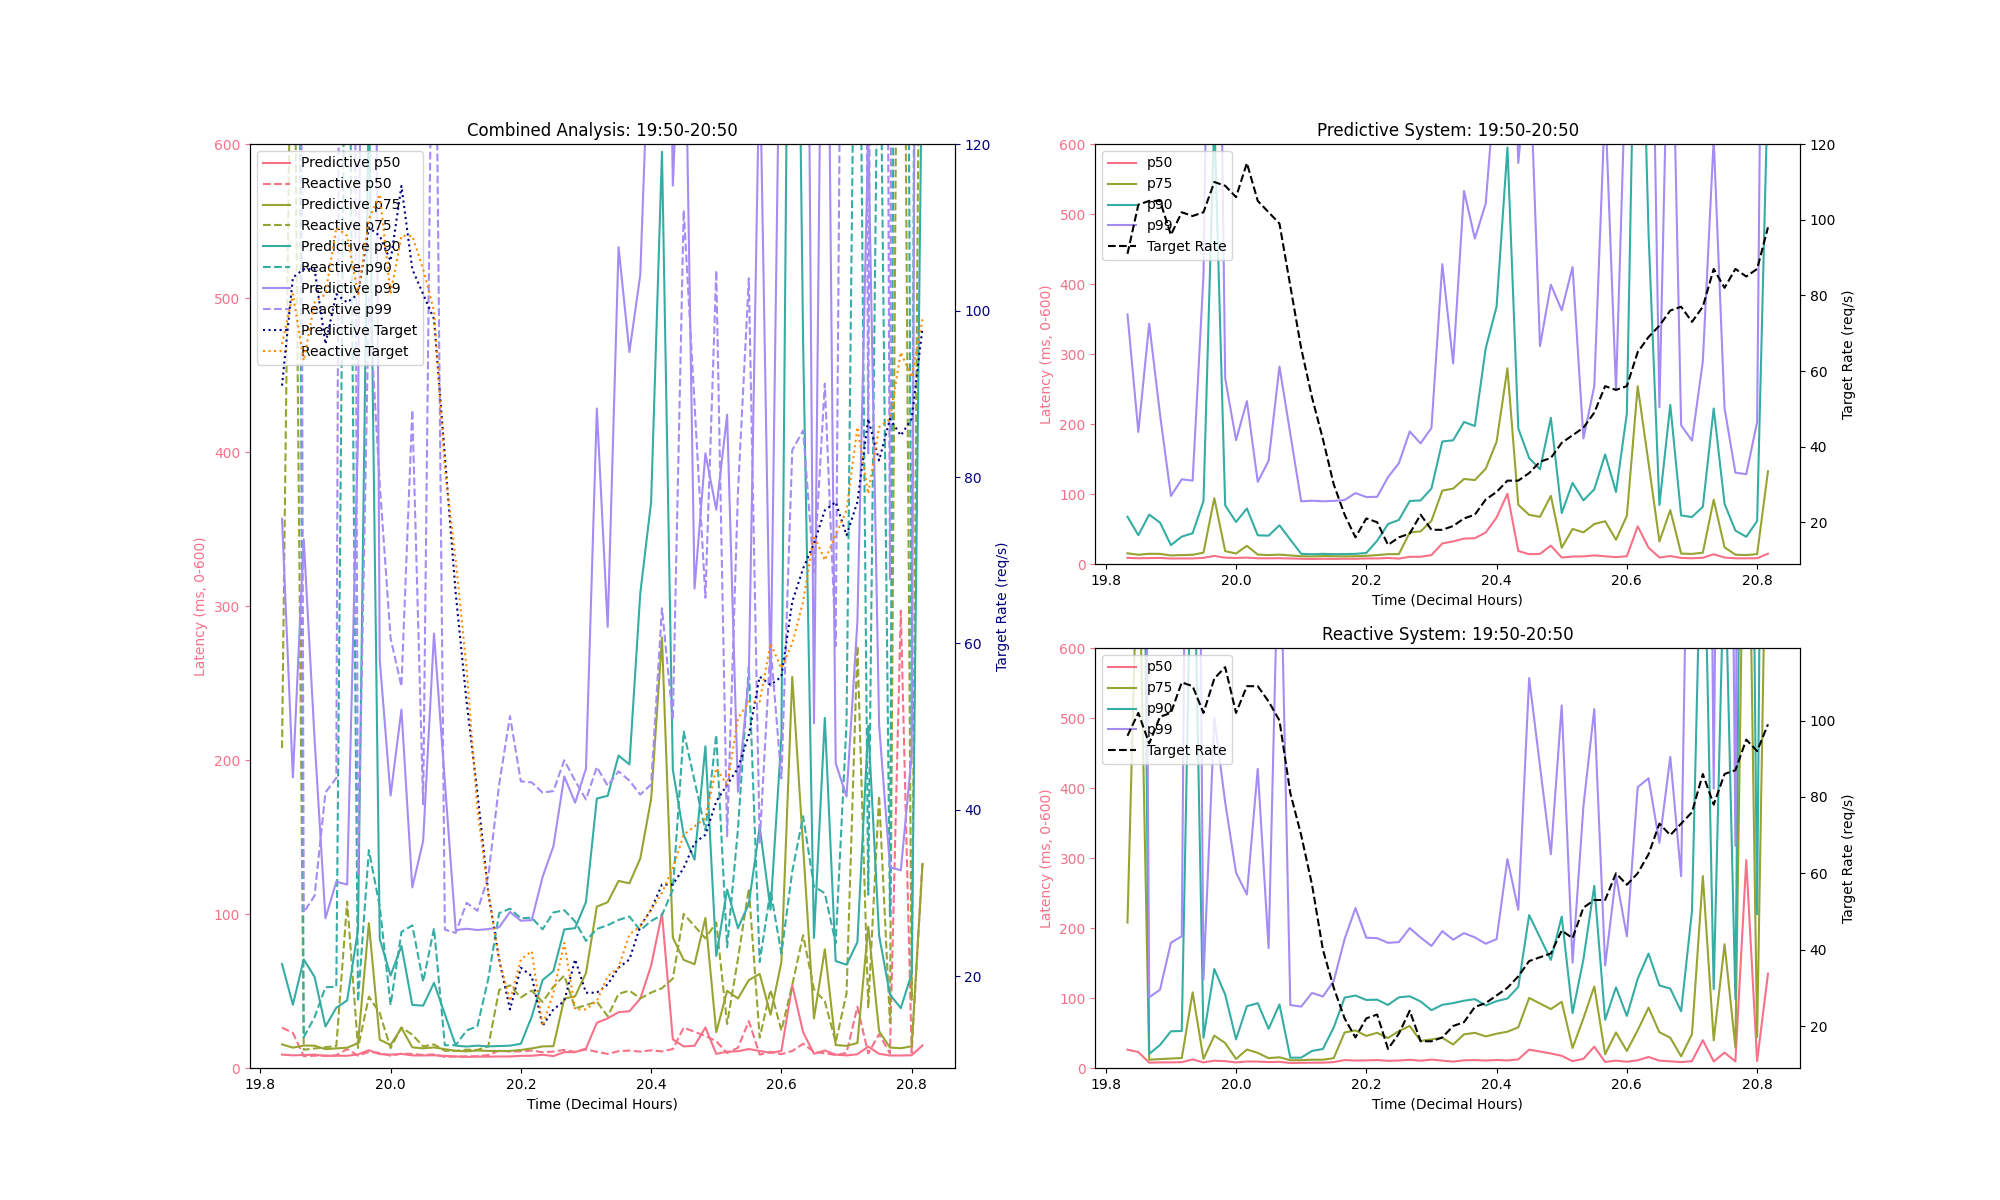 Combined Analysis: 19:50-20:50
600
500
400
300
200
100
0
Latency (ms, 0-600)
Predictive p50
Reactive p50
Predictive p75
Reactive p75
Predictive p90
Reactive p90
Predictive p99
Reactive p99
Predictive Target
Reactive Target
120
100
80
60
40
20
Target Rate (req/s)
19.8 20.0 20.2 20.4 20.6 20.8
Time (Decimal Hours)
Predictive System: 19:50-20:50
600
500
400
300
200
100
0
Latency (ms, 0-600)
p50
p75
p90
p99
Target Rate
120
100
80
60
40
20
Target Rate (req/s)
19.8 20.0 20.2 20.4 20.6 20.8
Time (Decimal Hours)
Reactive System: 19:50-20:50
600
500
400
300
200
100
0
Latency (ms, 0-600)
p50
p75
p90
p99
Target Rate
100
80
60
40
20
Target Rate (req/s)
19.8 20.0 20.2 20.4 20.6 20.8
Time (Decimal Hours)